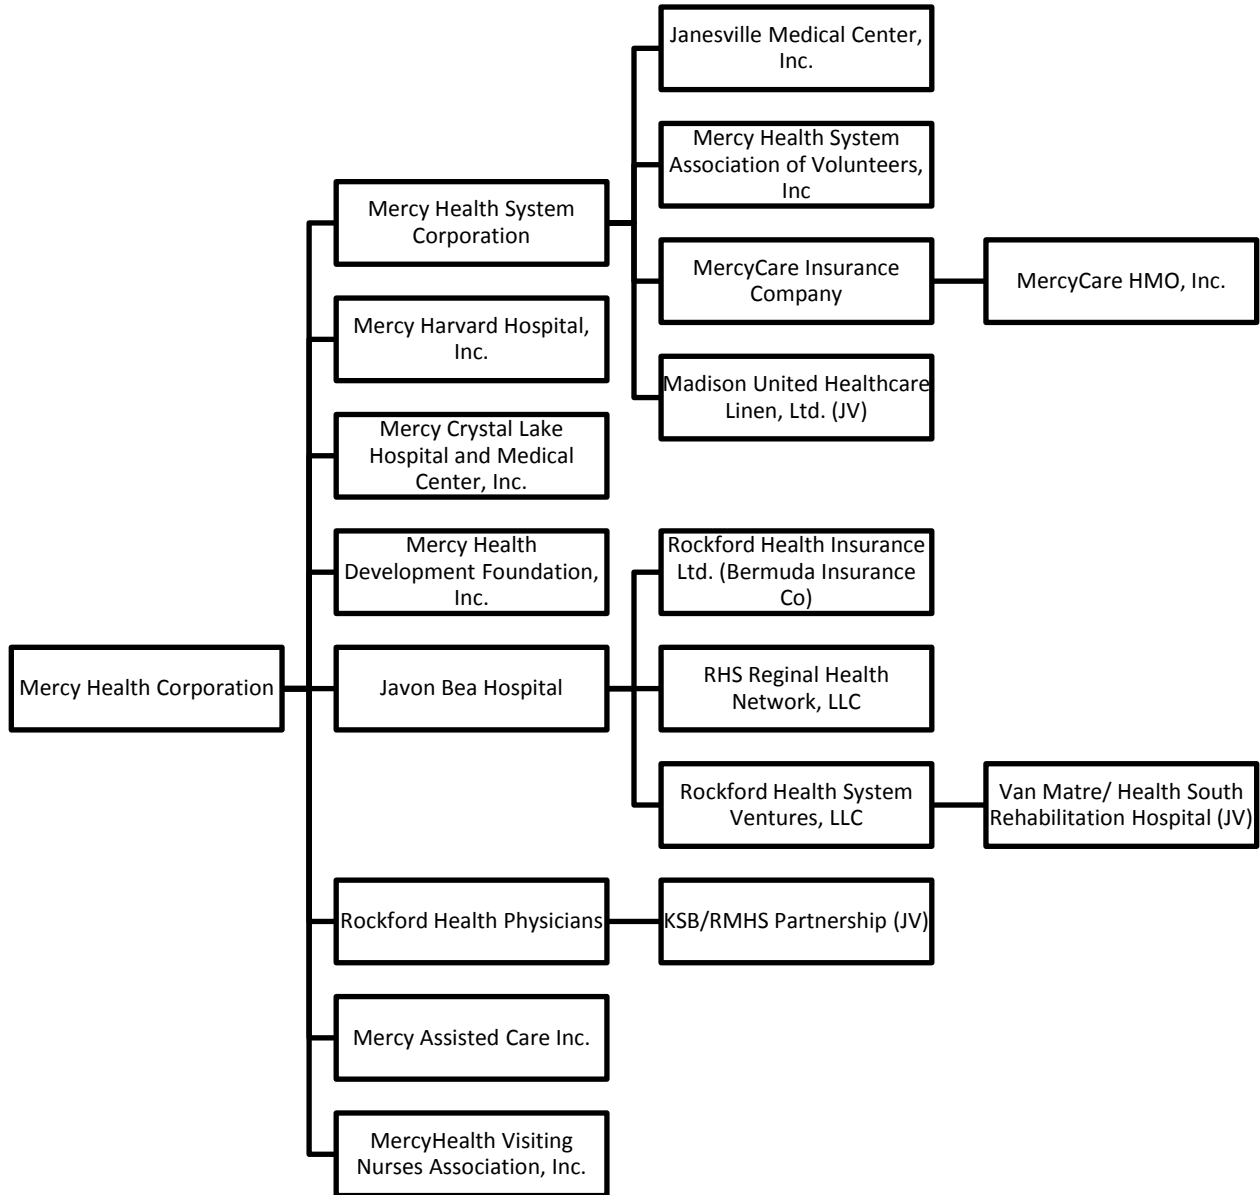 Janesville Medical Center,
Inc.
Mercy Health System
Association of Volunteers,
Inc
Mercy Health System
Corporation
MercyCare Insurance
Company
MercyCare HMO, Inc.
Mercy Harvard Hospital,
Inc.
Madison United Healthcare
Linen, Ltd. (JV)
Mercy Crystal Lake
Hospital and Medical
Center, Inc.
Mercy Health
Development Foundation,
Inc.
Rockford Health Insurance
Ltd. (Bermuda Insurance
Co)
Mercy Health Corporation
Javon Bea Hospital
RHS Reginal Health
Network, LLC
Rockford Health System
Ventures, LLC
Van Matre/ Health South
Rehabilitation Hospital (JV)
Rockford Health Physicians
KSB/RMHS Partnership (JV)
Mercy Assisted Care Inc.
MercyHealth Visiting
Nurses Association, Inc.